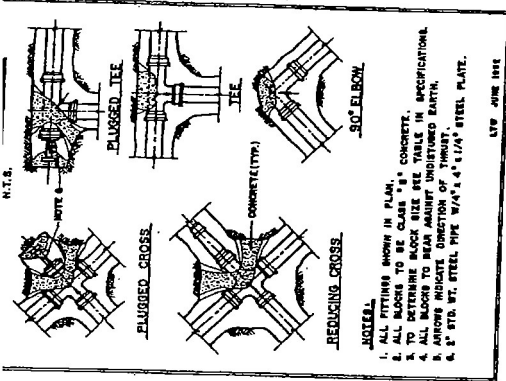 N.T.S.
PLUGGED TEE
TEE
90° ELBOW
NOTE 6
PLUGGED CROSS
CONCRETE (TYP.)
REDUCING CROSS
NOTES:
1. ALL FITTINGS SHOWN IN PLAN.
2. ALL BLOCKS TO BE CLASS "B" CONCRETE.
3. TO DETERMINE BLOCK SIZE SEE TABLE IN SPECIFICATIONS.
4. ALL BLOCKS TO BEAR AGAINST UNDISTURBED EARTH.
5. ARROWS INDICATE DIRECTION OF THRUST.
6. 2" STD. WT. STEEL PIPE W/4" x 4" x 1/4" STEEL PLATE.
JUNE